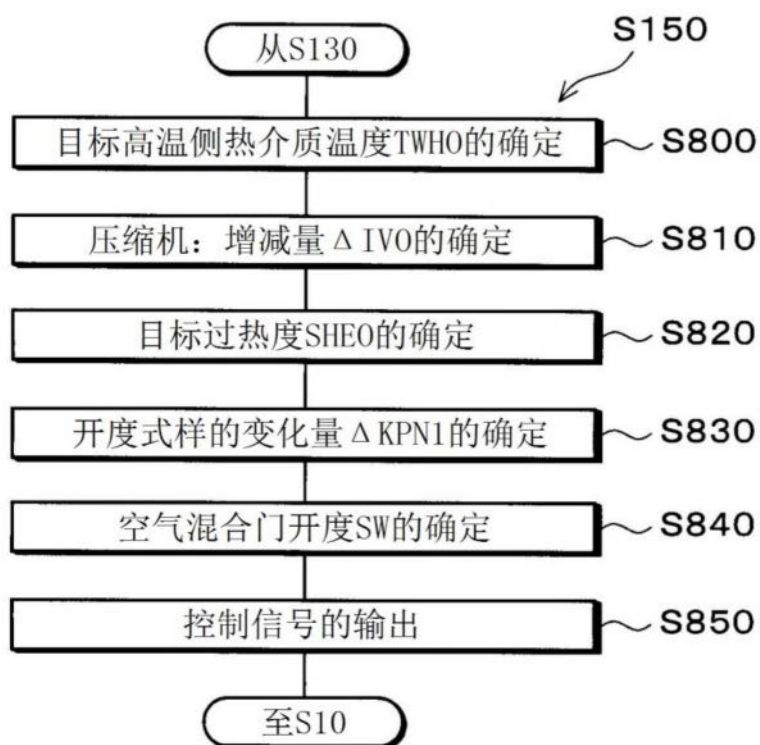 从S130
S150
目标高温侧热介质温度TWHO的确定
S800
压缩机：增减量ΔIVO的确定
S810
目标过热度SHEO的确定
S820
开度式样的变化量ΔKPN1的确定
S830
空气混合门开度SW的确定
S840
控制信号的输出
S850
至S10